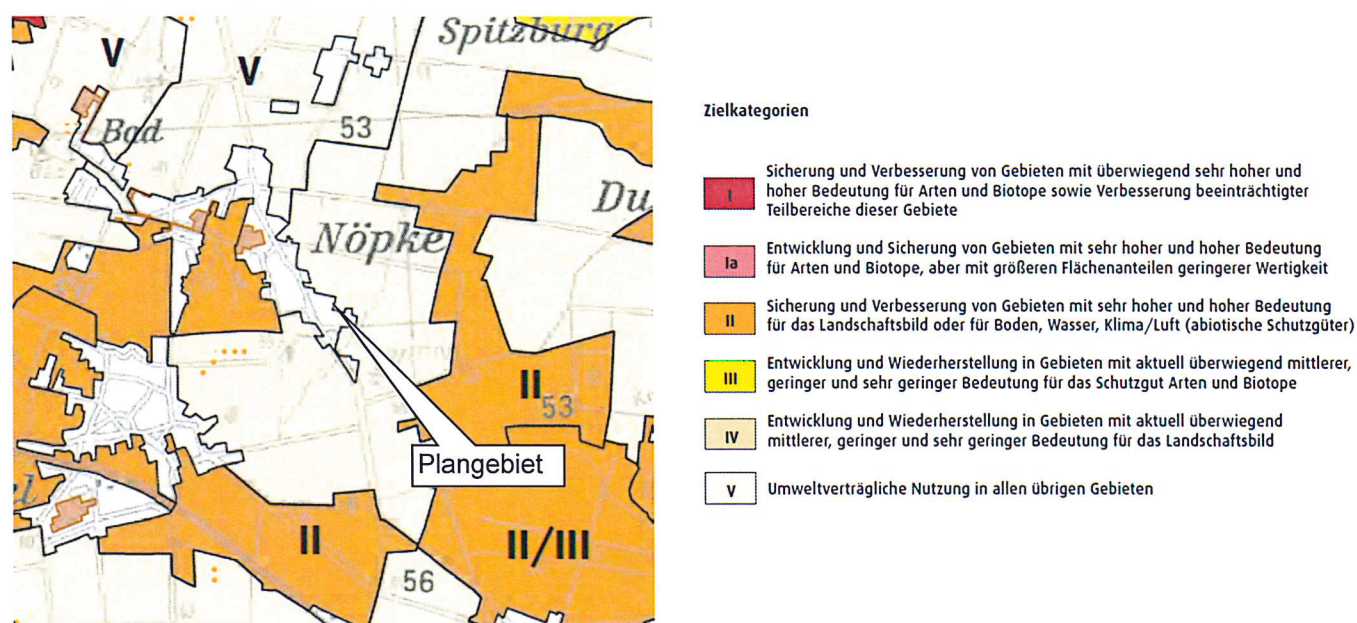 Spitzburg
V
V
Bad
53
Du
Nöpke
II
53
Plangebiet
II
II/III
56
Zielkategorien
I
Sicherung und Verbesserung von Gebieten mit überwiegend sehr hoher und
hoher Bedeutung für Arten und Biotope sowie Verbesserung beeinträchtigter
Teilbereiche dieser Gebiete
Ia
Entwicklung und Sicherung von Gebieten mit sehr hoher und hoher Bedeutung
für Arten und Biotope, aber mit größeren Flächenanteilen geringerer Wertigkeit
II
Sicherung und Verbesserung von Gebieten mit sehr hoher und hoher Bedeutung
für das Landschaftsbild oder für Boden, Wasser, Klima/Luft (abiotische Schutzgüter)
III
Entwicklung und Wiederherstellung in Gebieten mit aktuell überwiegend mittlerer,
geringer und sehr geringer Bedeutung für das Schutzgut Arten und Biotope
IV
Entwicklung und Wiederherstellung in Gebieten mit aktuell überwiegend
mittlerer, geringer und sehr geringer Bedeutung für das Landschaftsbild
V
Umweltverträgliche Nutzung in allen übrigen Gebieten